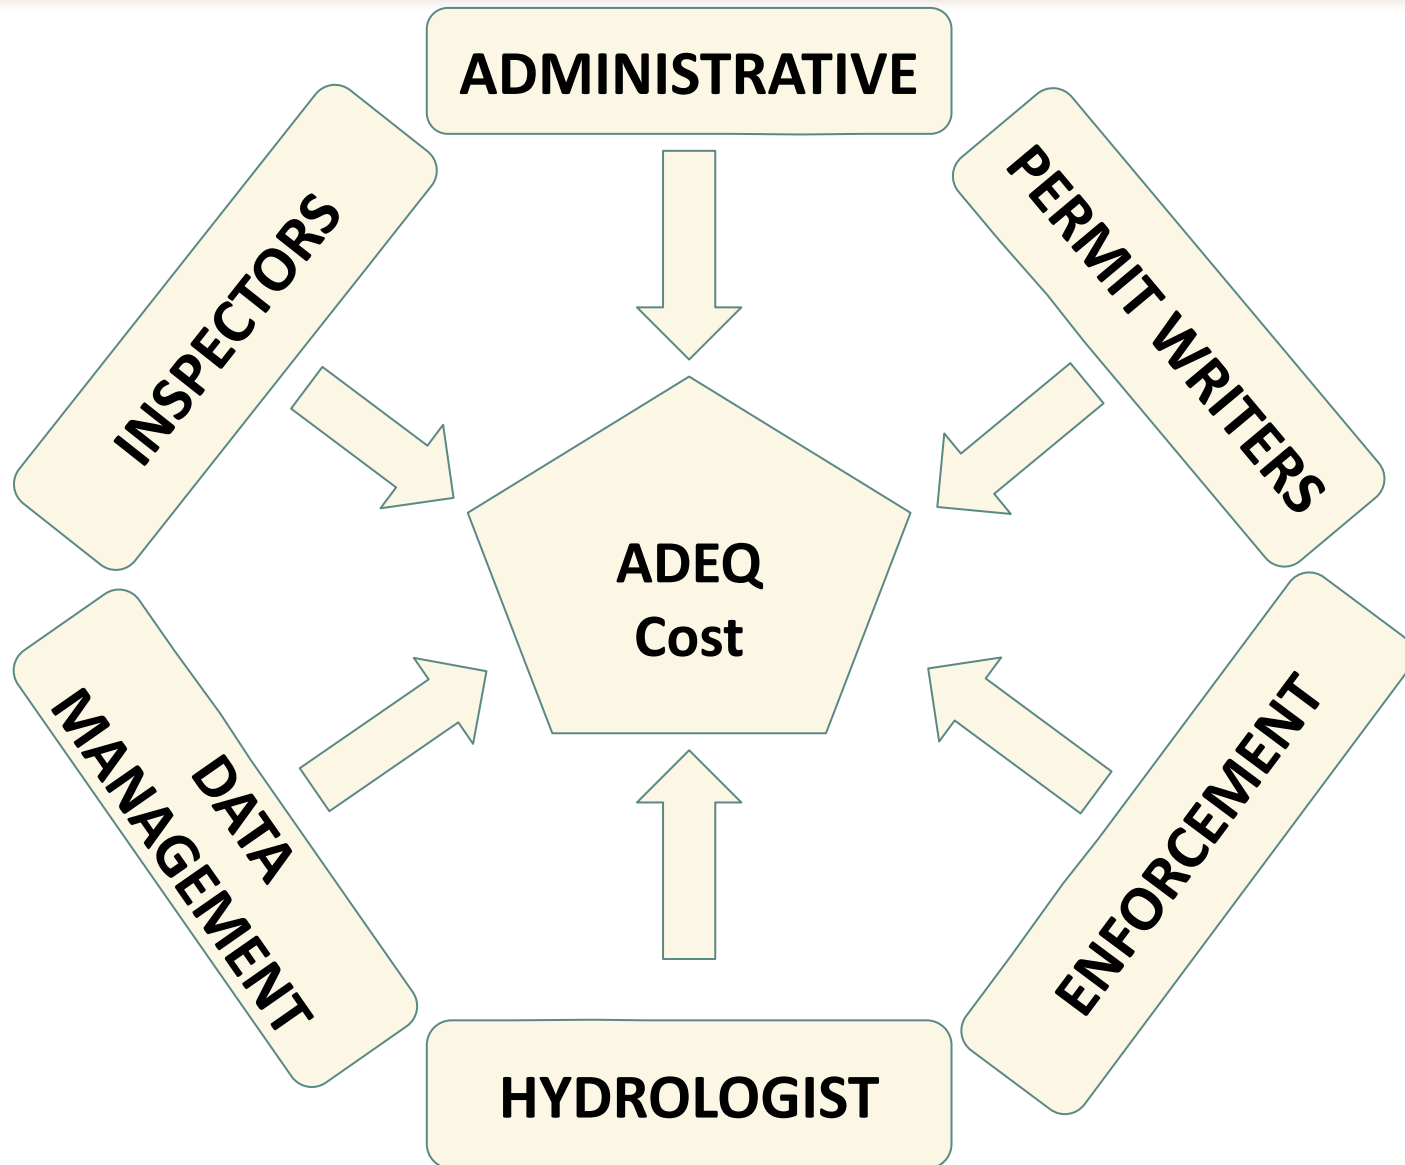 ADMINISTRATIVE
INSPECTORS
PERMIT WRITERS
ADEQ
Cost
DATA
MANAGEMENT
ENFORCEMENT
HYDROLOGIST